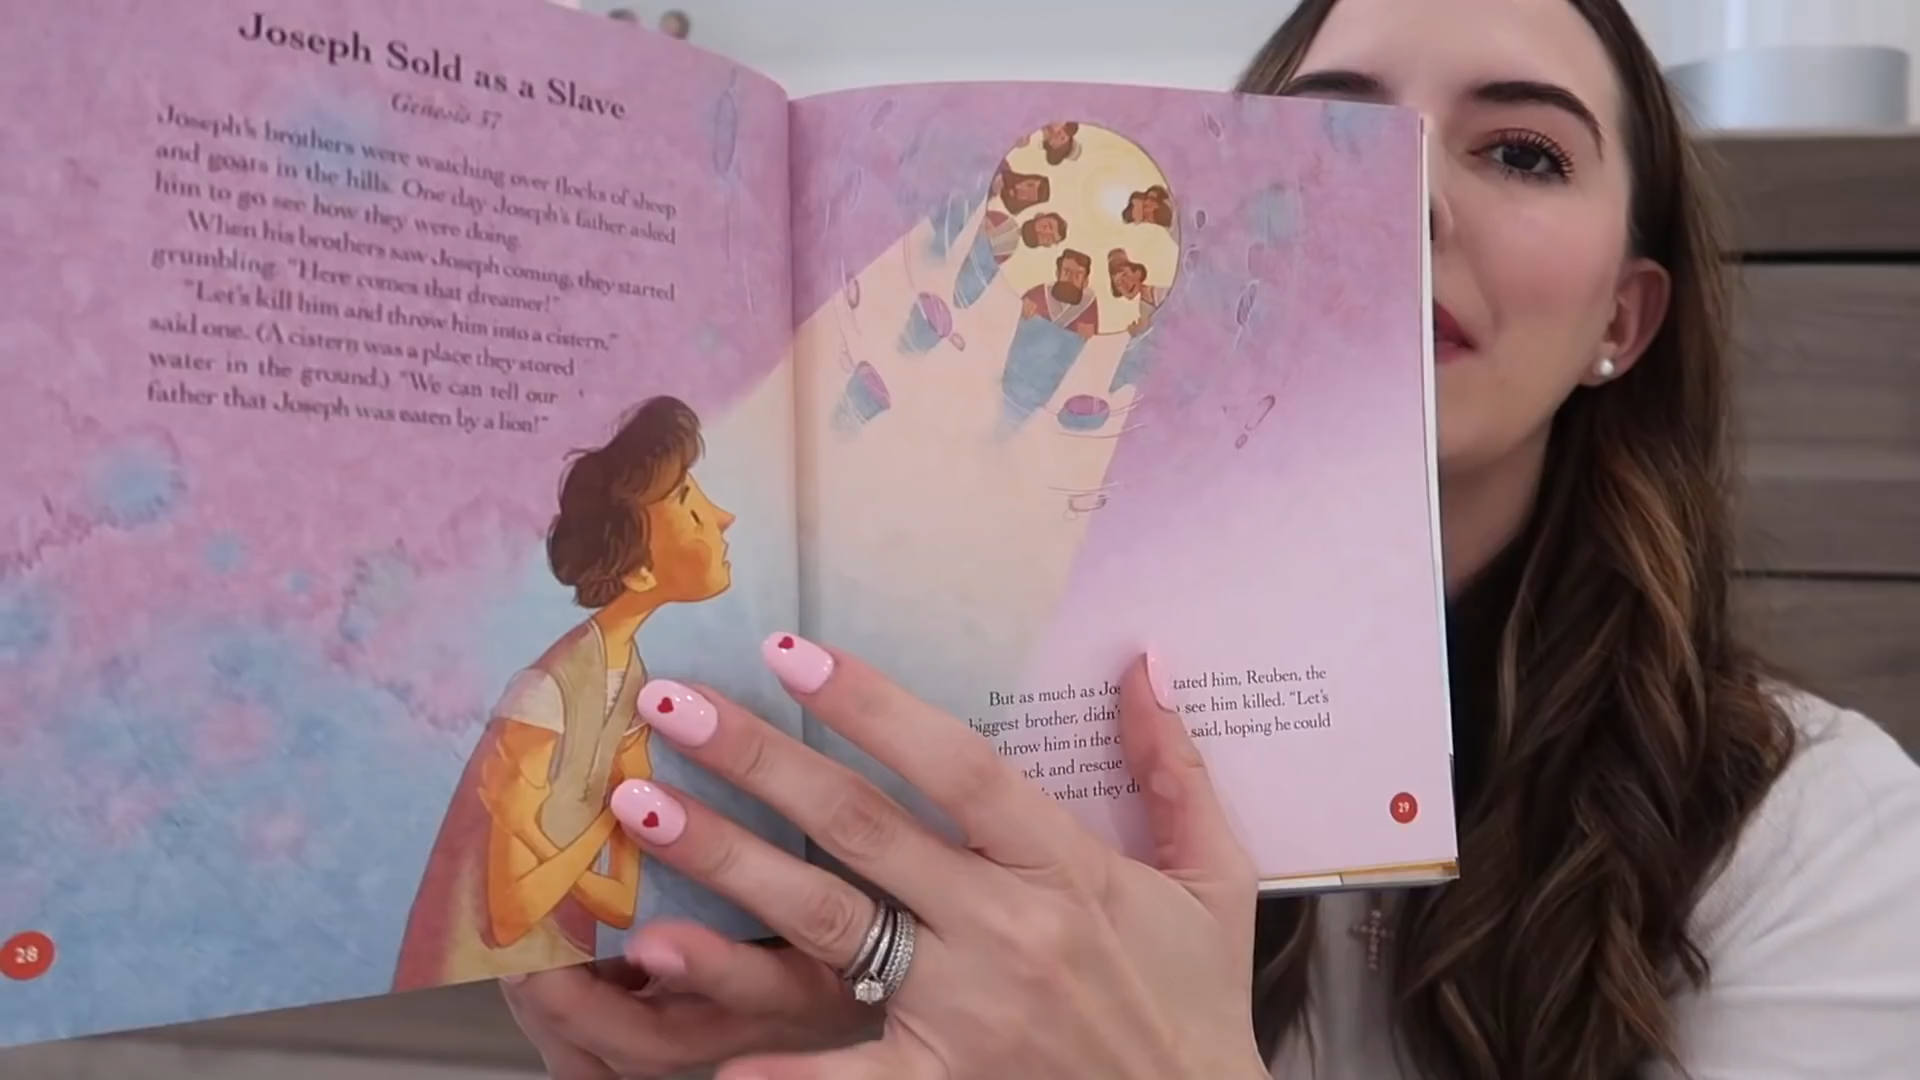 Joseph Sold as a Slave
Genesis 37
Joseph's brothers were watching over flocks of sheep
and goats in the hills. One day Joseph's father asked
him to go see how they were doing.
When his brothers saw Joseph coming, they started
grumbling. "Here comes that dreamer!"
"Let's kill him and throw him into a cistern,"
said one. (A cistern was a place they stored
water in the ground.) "We can tell our
father that Joseph was eaten by a lion!"
28
But as much as Jos tated him, Reuben, the
biggest brother, didn' see him killed. "Let's
throw him in the c said, hoping he could
ack and rescue
what they di
29